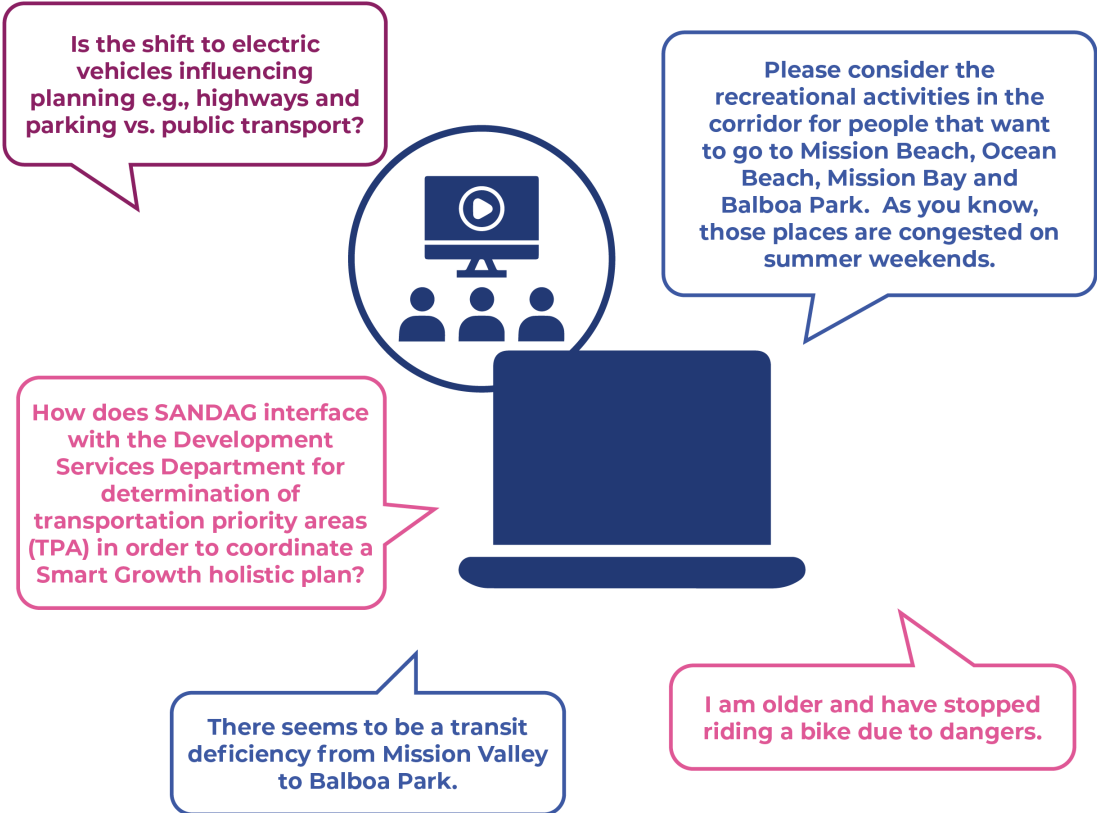 Is the shift to electric
vehicles influencing
planning e.g., highways and
parking vs. public transport?
Please consider the
recreational activities in the
corridor for people that want
to go to Mission Beach, Ocean
Beach, Mission Bay and
Balboa Park.  As you know,
those places are congested on
summer weekends.
How does SANDAG interface
with the Development
Services Department for
determination of
transportation priority areas
(TPA) in order to coordinate a
Smart Growth holistic plan?
There seems to be a transit
deficiency from Mission Valley
to Balboa Park.
I am older and have stopped
riding a bike due to dangers.